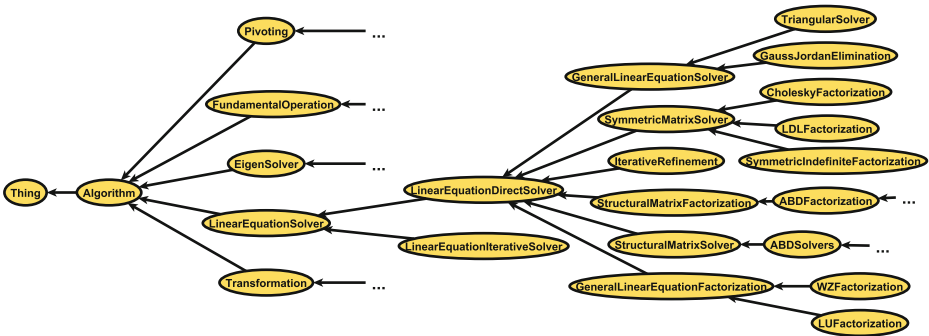 TriangularSolver
Pivoting
...
GaussJordanElimination
GeneralLinearEquationSolver
CholeskyFactorization
FundamentalOperation
...
SymmetricMatrixSolver
LDLFactorization
EigenSolver
...
IterativeRefinement
SymmetricIndefiniteFactorization
Thing
Algorithm
LinearEquationDirectSolver
StructuralMatrixFactorization
ABDFactorization
...
LinearEquationSolver
LinearEquationIterativeSolver
StructuralMatrixSolver
ABDSolvers
...
Transformation
...
GeneralLinearEquationFactorization
WZFactorization
LUFactorization